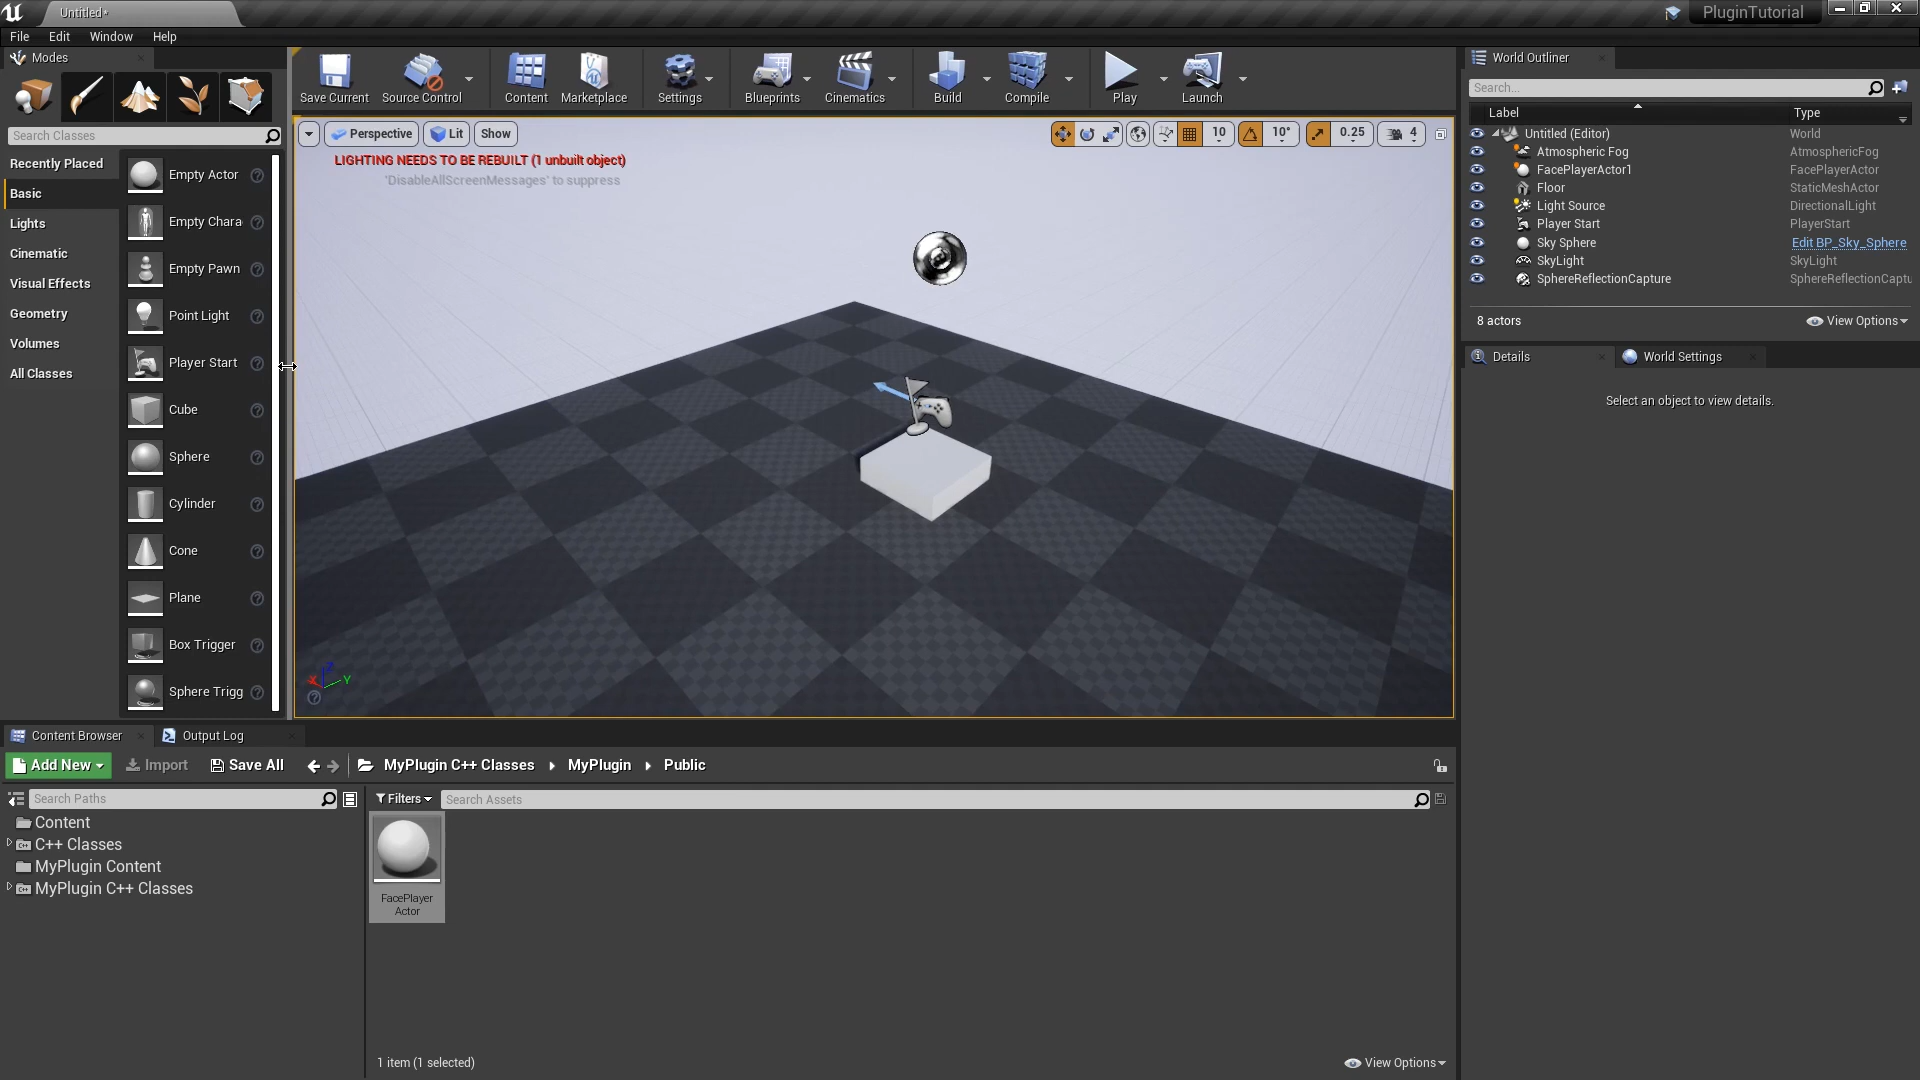 Untitled*
PluginTutorial
File Edit Window Help
Modes
Search Classes
Recently Placed
Basic
Lights
Cinematic
Visual Effects
Geometry
Volumes
All Classes
Empty Actor
Empty Chara
Empty Pawn
Point Light
Player Start
Cube
Sphere
Cylinder
Cone
Plane
Box Trigger
Sphere Trigg
Save Current Source Control Content Marketplace Settings Blueprints Cinematics Build Compile Play Launch
Perspective Lit Show 10 10° 0.25 4
LIGHTING NEEDS TO BE REBUILT (1 unbuilt object)
'DisableAllScreenMessages' to suppress
X Z Y
World Outliner
Search...
Label Type
Untitled (Editor) World
Atmospheric Fog AtmosphericFog
FacePlayerActor1 FacePlayerActor
Floor StaticMeshActor
Light Source DirectionalLight
Player Start PlayerStart
Sky Sphere Edit BP_Sky_Sphere
SkyLight SkyLight
SphereReflectionCapture SphereReflectionCaptu
8 actors View Options
Details World Settings
Select an object to view details.
Content Browser Output Log
Add New Import Save All MyPlugin C++ Classes MyPlugin Public
Search Paths
Filters Search Assets
Content
C++ Classes
MyPlugin Content
MyPlugin C++ Classes
FacePlayer
Actor
1 item (1 selected) View Options